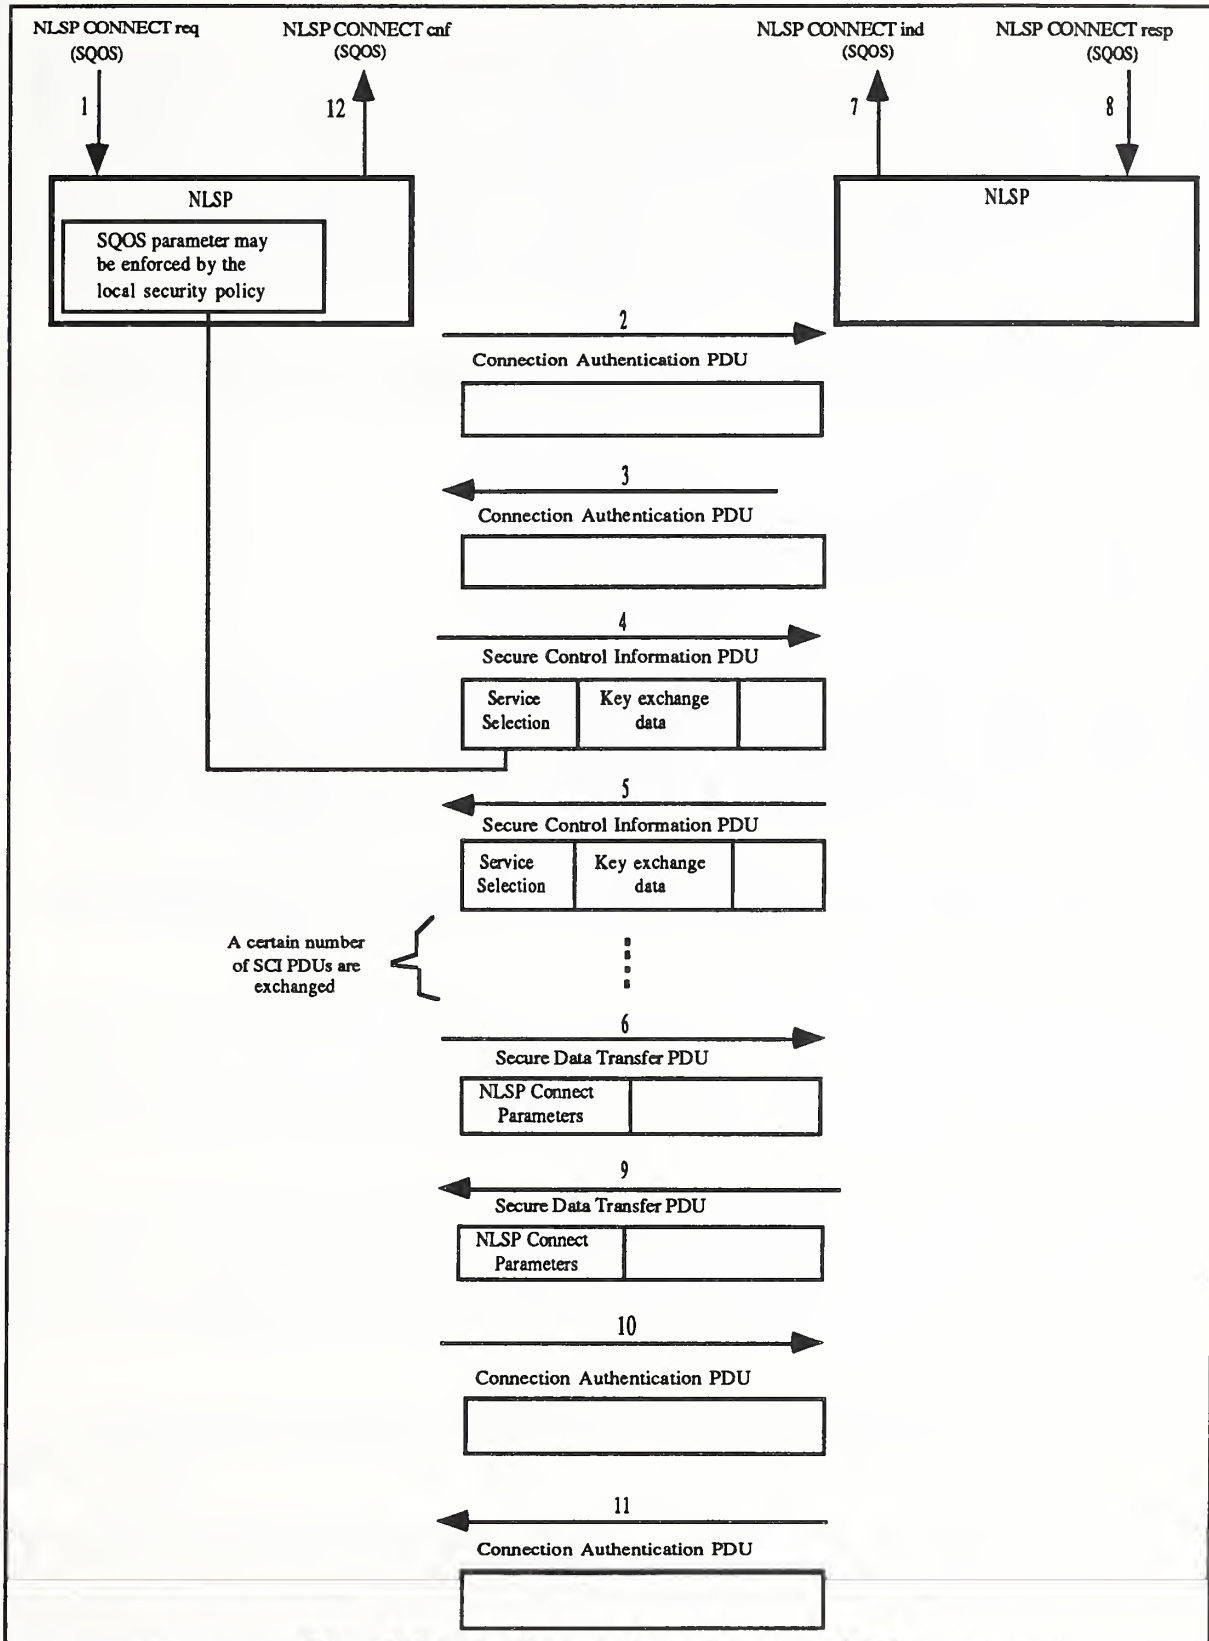 NLSP CONNECT req
(SQOS)
NLSP CONNECT cnf
(SQOS)
NLSP CONNECT ind
(SQOS)
NLSP CONNECT resp
(SQOS)
1
12
7
8
NLSP
SQOS parameter may
be enforced by the
local security policy
NLSP
2
Connection Authentication PDU
3
Connection Authentication PDU
4
Secure Control Information PDU
Service
Selection
Key exchange
data
5
Secure Control Information PDU
Service
Selection
Key exchange
data
A certain number
of SCI PDUs are
exchanged
6
Secure Data Transfer PDU
NLSP Connect
Parameters
9
Secure Data Transfer PDU
NLSP Connect
Parameters
10
Connection Authentication PDU
11
Connection Authentication PDU